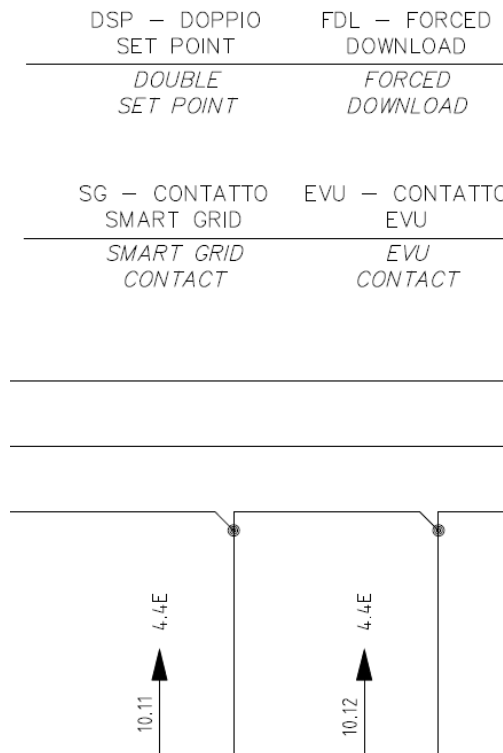 DSP – DOPPIO
SET POINT
DOUBLE
SET POINT
FDL – FORCED
DOWNLOAD
FORCED
DOWNLOAD
SG – CONTATTO
SMART GRID
SMART GRID
CONTACT
EVU – CONTATTO
EVU
EVU
CONTACT
4.4E
10.11
4.4E
10.12